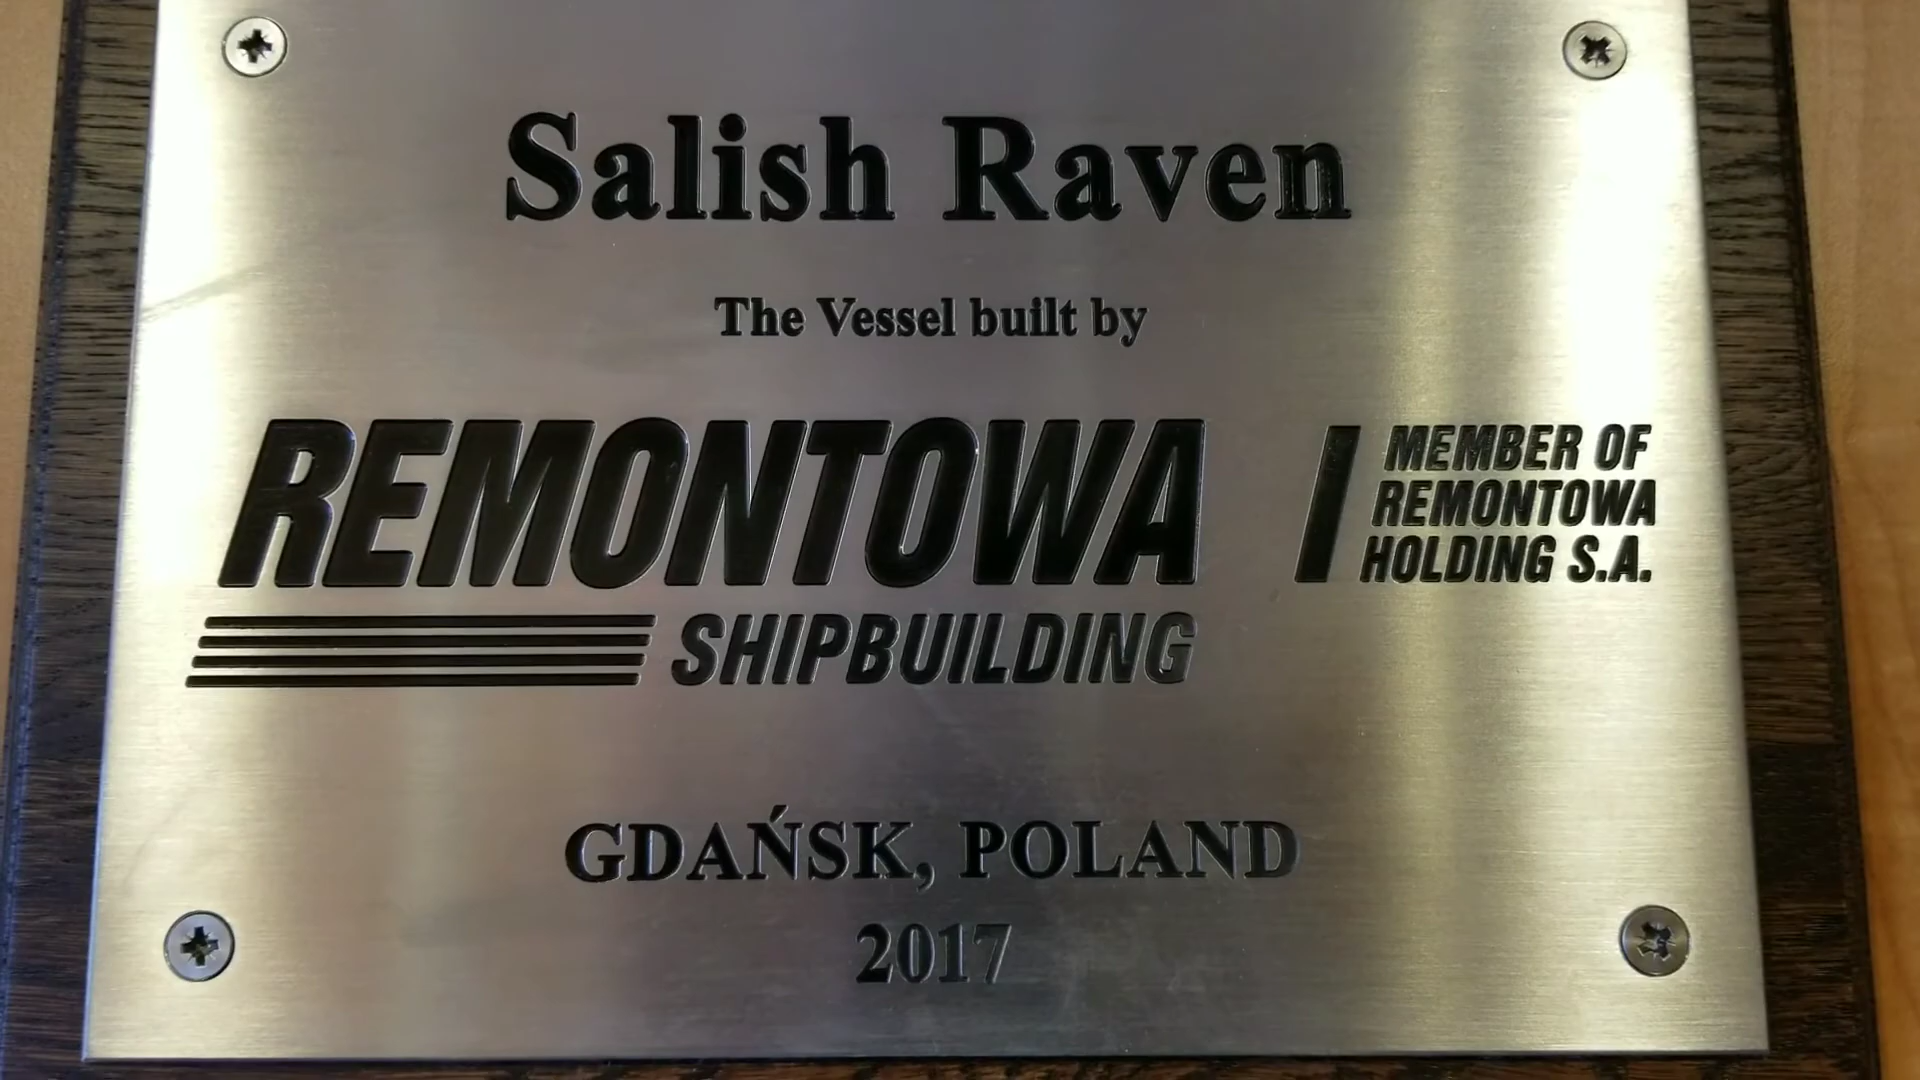 Salish Raven
The Vessel built by
REMONTOWA
SHIPBUILDING
MEMBER OF
REMONTOWA
HOLDING S.A.
GDAŃSK, POLAND
2017